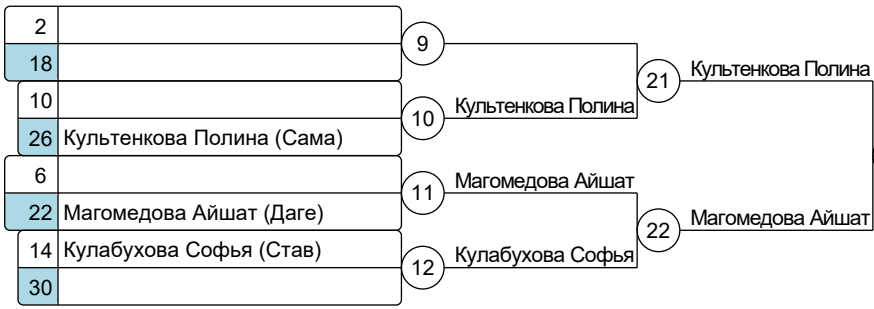 2
18
9
10
26 Культенкова Полина (Сама)
10
Культенкова Полина
21
Культенкова Полина
6
22 Магомедова Айшат (Даге)
11
Магомедова Айшат
14 Кулабухова Софья (Став)
30
12
Кулабухова Софья
22
Магомедова Айшат